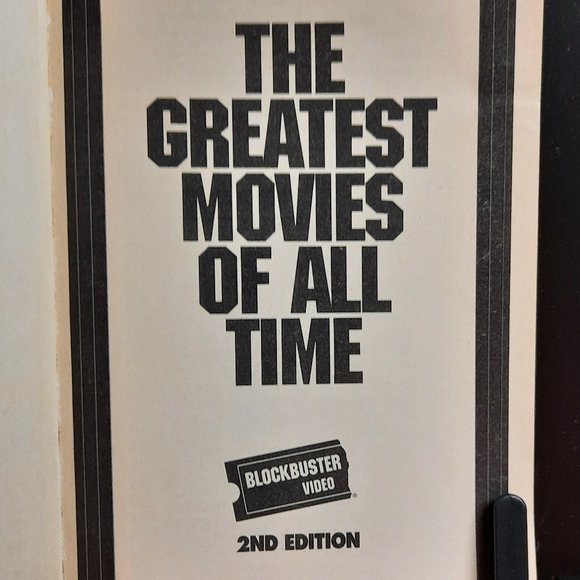 THE
GREATEST
MOVIES
OF ALL
TIME
BLOCKBUSTER
VIDEO
®
2ND EDITION